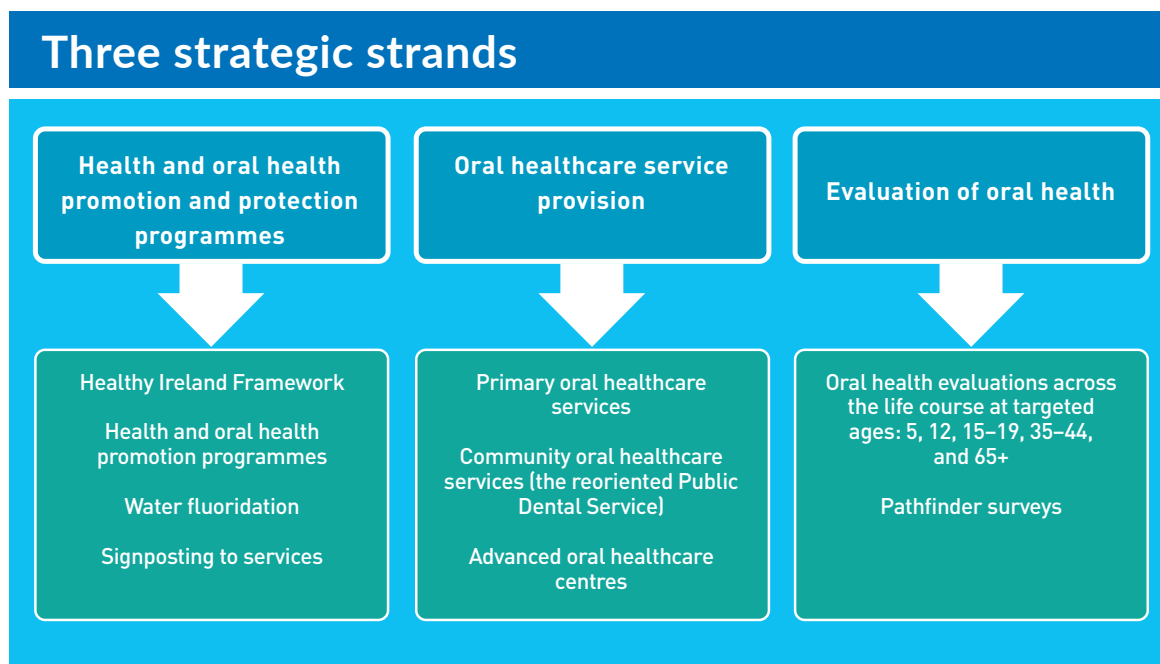 Three strategic strands
Health and oral health
promotion and protection
programmes
Oral healthcare service
provision
Evaluation of oral health
Healthy Ireland Framework
Health and oral health
promotion programmes
Water fluoridation
Signposting to services
Primary oral healthcare
services
Community oral healthcare
services (the reoriented Public
Dental Service)
Advanced oral healthcare
centres
Oral health evaluations across
the life course at targeted
ages: 5, 12, 15–19, 35–44,
and 65+
Pathfinder surveys